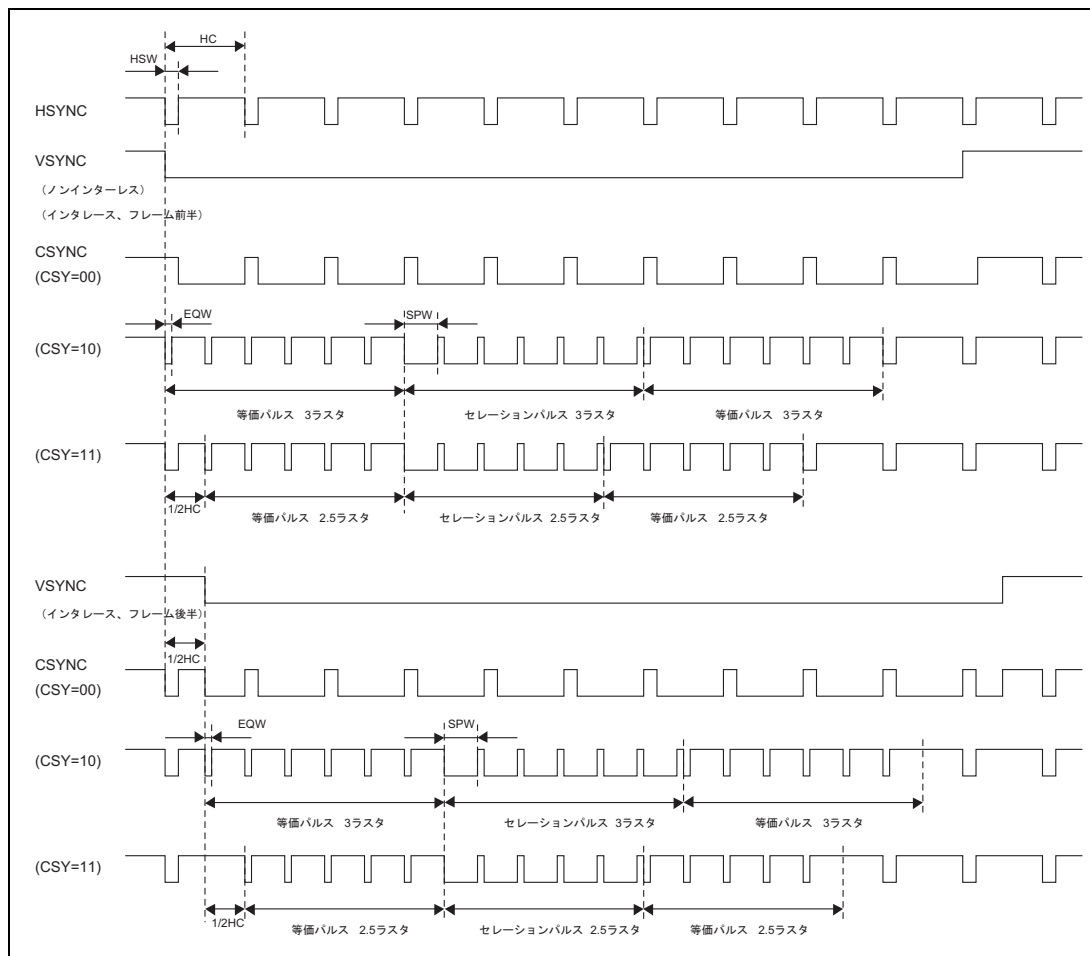 HC
HSW
HSYNC
VSYNC
（ノンインターレス）
（インタレース、フレーム前半）
CSYNC
(CSY=00)
EQW
SPW
(CSY=10)
等価パルス 3ラスタ
セレーションパルス 3ラスタ
等価パルス 3ラスタ
(CSY=11)
1/2HC
等価パルス 2.5ラスタ
セレーションパルス 2.5ラスタ
等価パルス 2.5ラスタ
VSYNC
（インタレース、フレーム後半）
1/2HC
CSYNC
(CSY=00)
EQW
SPW
(CSY=10)
等価パルス 3ラスタ
セレーションパルス 3ラスタ
等価パルス 3ラスタ
(CSY=11)
1/2HC
等価パルス 2.5ラスタ
セレーションパルス 2.5ラスタ
等価パルス 2.5ラスタ